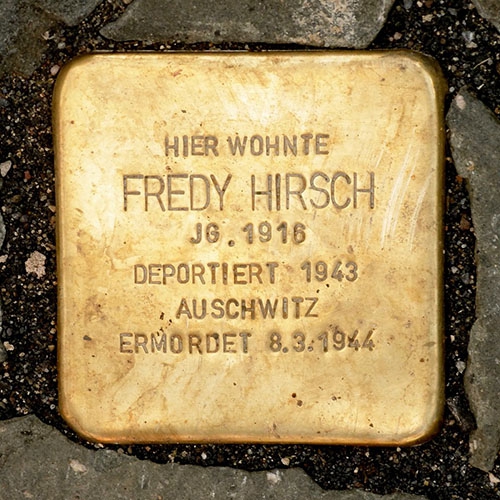 HIER WOHNTE
FREDY HIRSCH
JG. 1916
DEPORTIERT 1943
AUSCHWITZ
ERMORDET 8.3.1944